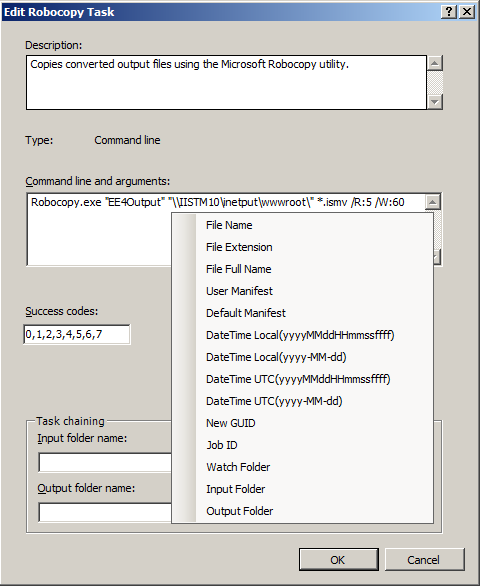 Edit Robocopy Task
Description:
Copies converted output files using the Microsoft Robocopy utility.
Type: Command line
Command line and arguments:
Robocopy.exe "EE4Output" "\\IISTM10\inetput\wwwroot\" *.ismv /R:5 /W:60
File Name
File Extension
File Full Name
User Manifest
Default Manifest
DateTime Local(yyyyMMddHHmmssffff)
DateTime Local(yyyy-MM-dd)
DateTime UTC(yyyyMMddHHmmssffff)
DateTime UTC(yyyy-MM-dd)
New GUID
Job ID
Watch Folder
Input Folder
Output Folder
Success codes:
0,1,2,3,4,5,6,7
Task chaining
Input folder name:
Output folder name:
OK
Cancel